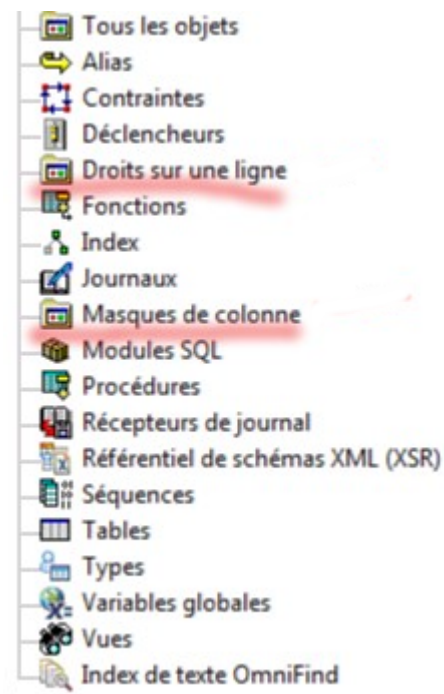 Tous les objets
Alias
Contraintes
Déclencheurs
Droits sur une ligne
Fonctions
Index
Journaux
Masques de colonne
Modules SQL
Procédures
Récepteurs de journal
Référentiel de schémas XML (XSR)
Séquences
Tables
Types
Variables globales
Vues
Index de texte OmniFind